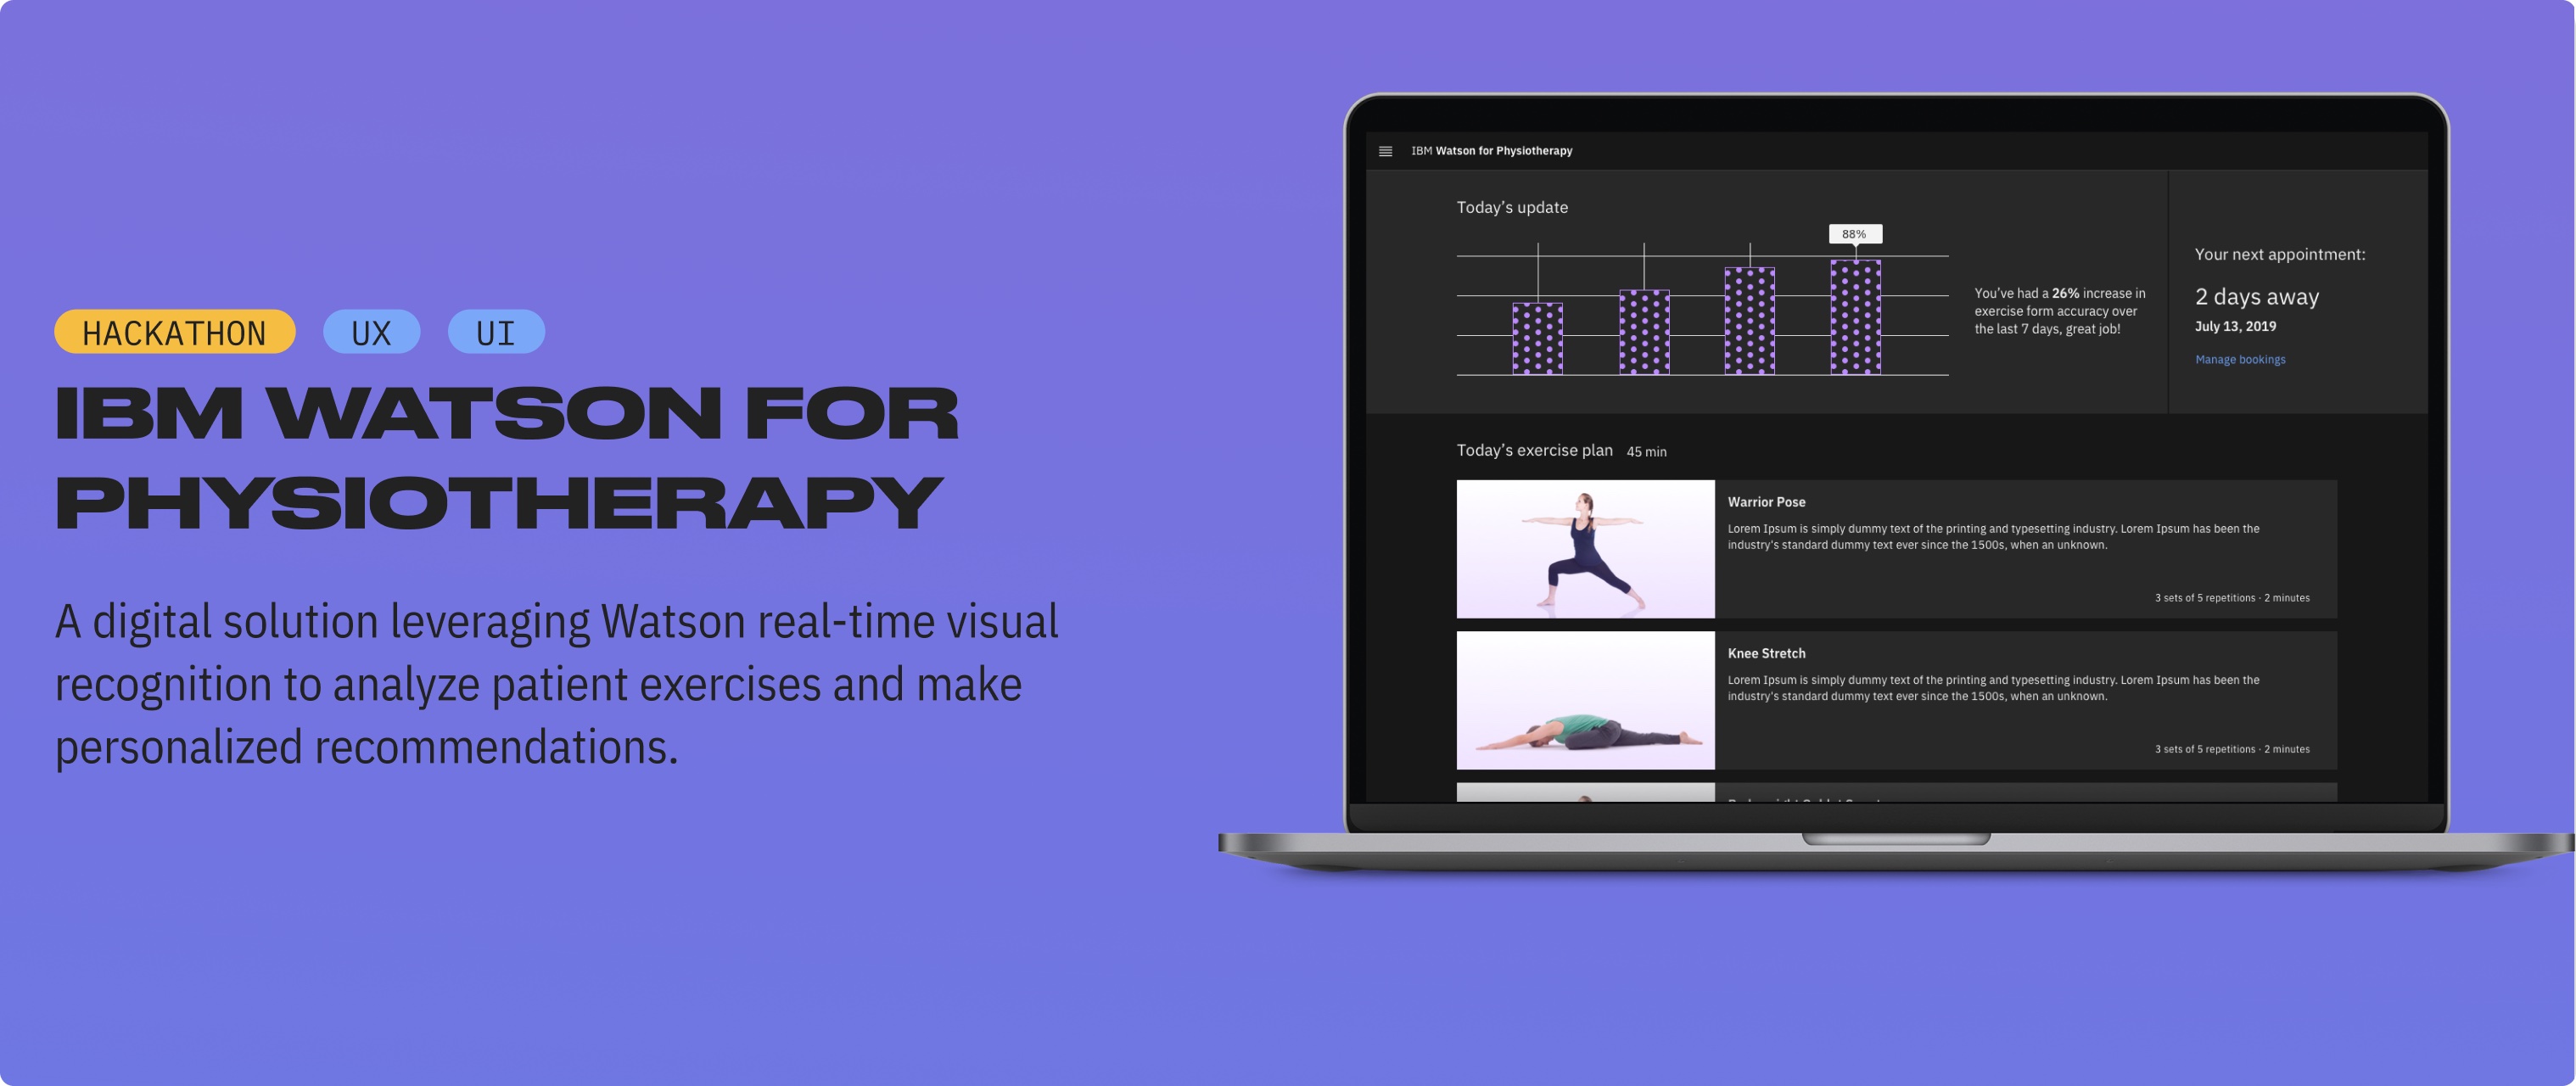 HACKATHON
UX
UI
IBM WATSON FOR
PHYSIOTHERAPY
A digital solution leveraging Watson real-time visual
recognition to analyze patient exercises and make
personalized recommendations.
IBM Watson for Physiotherapy
Today’s update
88%
You’ve had a 26% increase in
exercise form accuracy over
the last 7 days, great job!
Your next appointment:
2 days away
July 13, 2019
Manage bookings
Today’s exercise plan 45 min
Warrior Pose
Lorem Ipsum is simply dummy text of the printing and typesetting industry. Lorem Ipsum has been the
industry's standard dummy text ever since the 1500s, when an unknown.
3 sets of 5 repetitions · 2 minutes
Knee Stretch
Lorem Ipsum is simply dummy text of the printing and typesetting industry. Lorem Ipsum has been the
industry's standard dummy text ever since the 1500s, when an unknown.
3 sets of 5 repetitions · 2 minutes